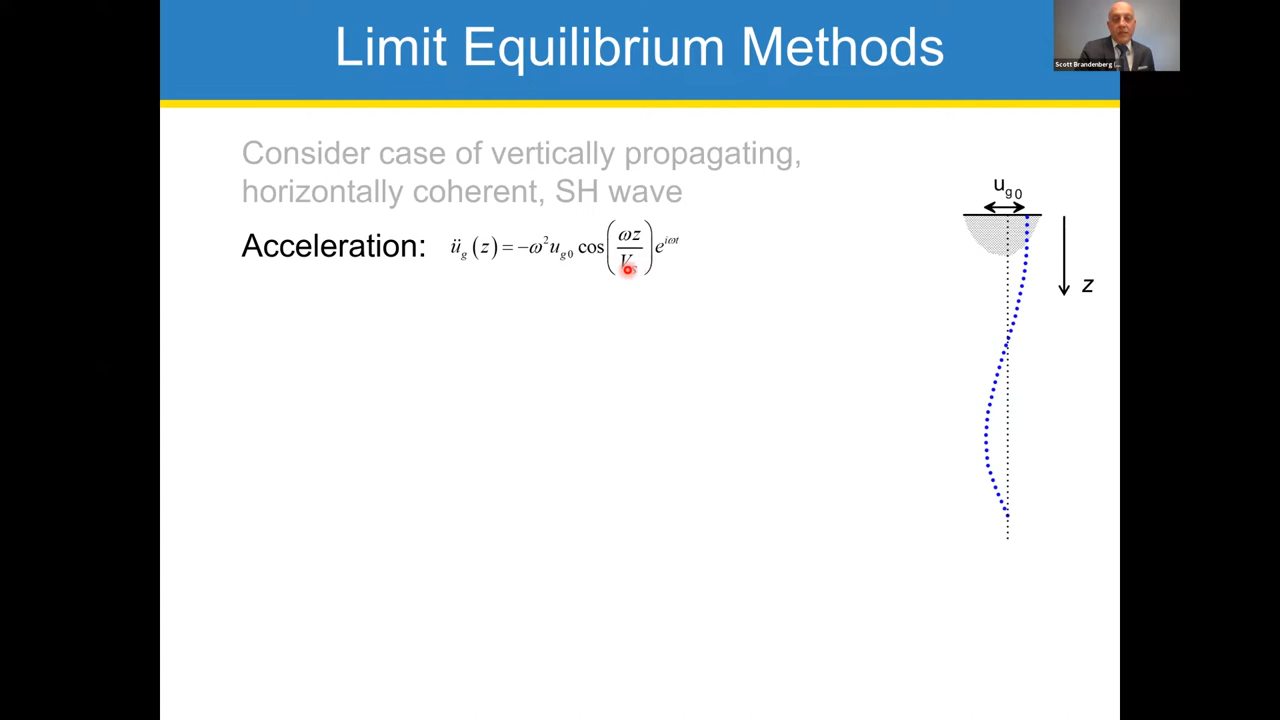 Limit Equilibrium Methods
Scott Brandenberg (...
Consider case of vertically propagating,
horizontally coherent, SH wave
Acceleration: ü_g(z) = −ω²u_g0 cos(ωz/V_s) e^{iωt}
u_g0
z